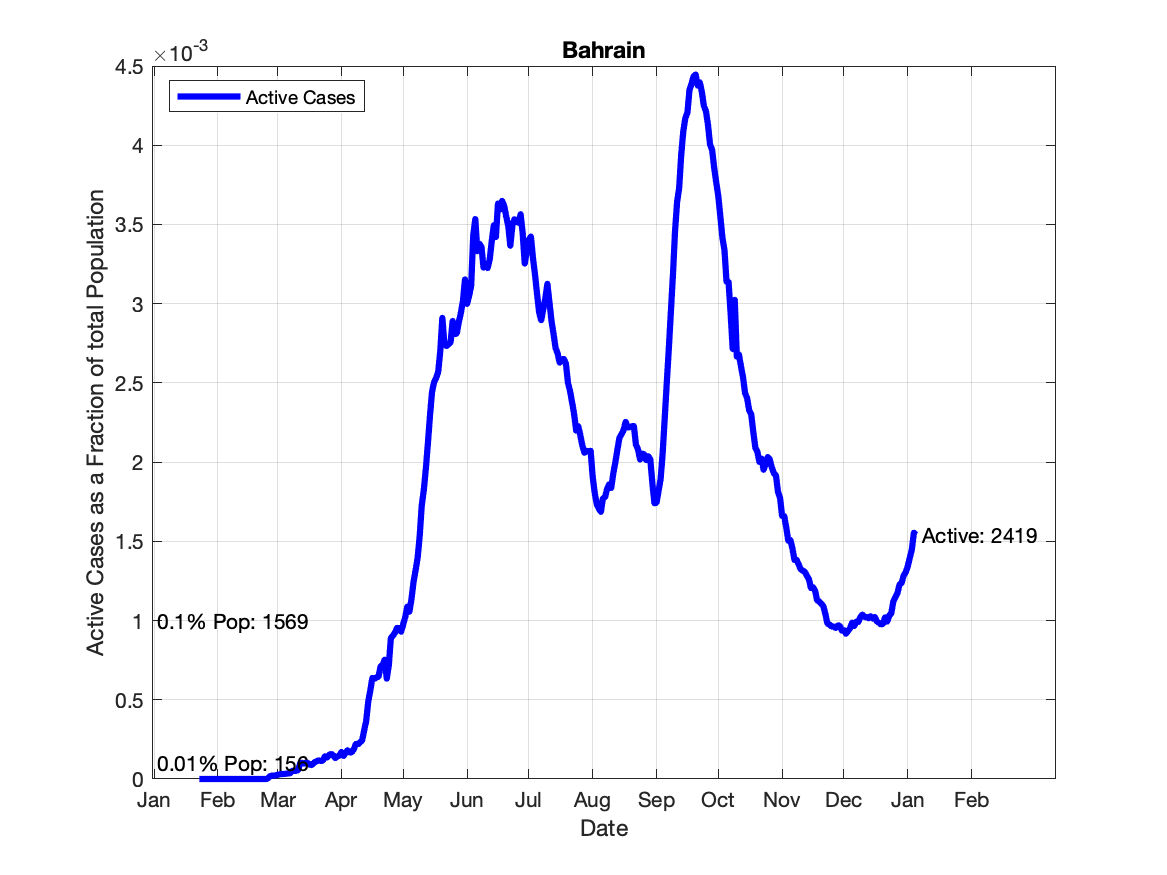 Bahrain
×10-3
Active Cases
4.5
4
3.5
3
2.5
2
1.5
1
0.5
0
Active Cases as a Fraction of total Population
Active: 2419
0.1% Pop: 1569
0.01% Pop: 156
Jan Feb Mar Apr May Jun Jul Aug Sep Oct Nov Dec Jan Feb
Date